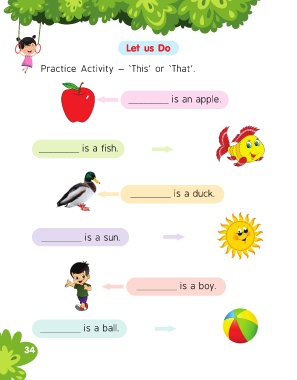 Let us Do
Practice Activity – ‘This’ or ‘That’.
________ is an apple.
________ is a fish.
________ is a duck.
________ is a sun.
________ is a boy.
________ is a ball.
34